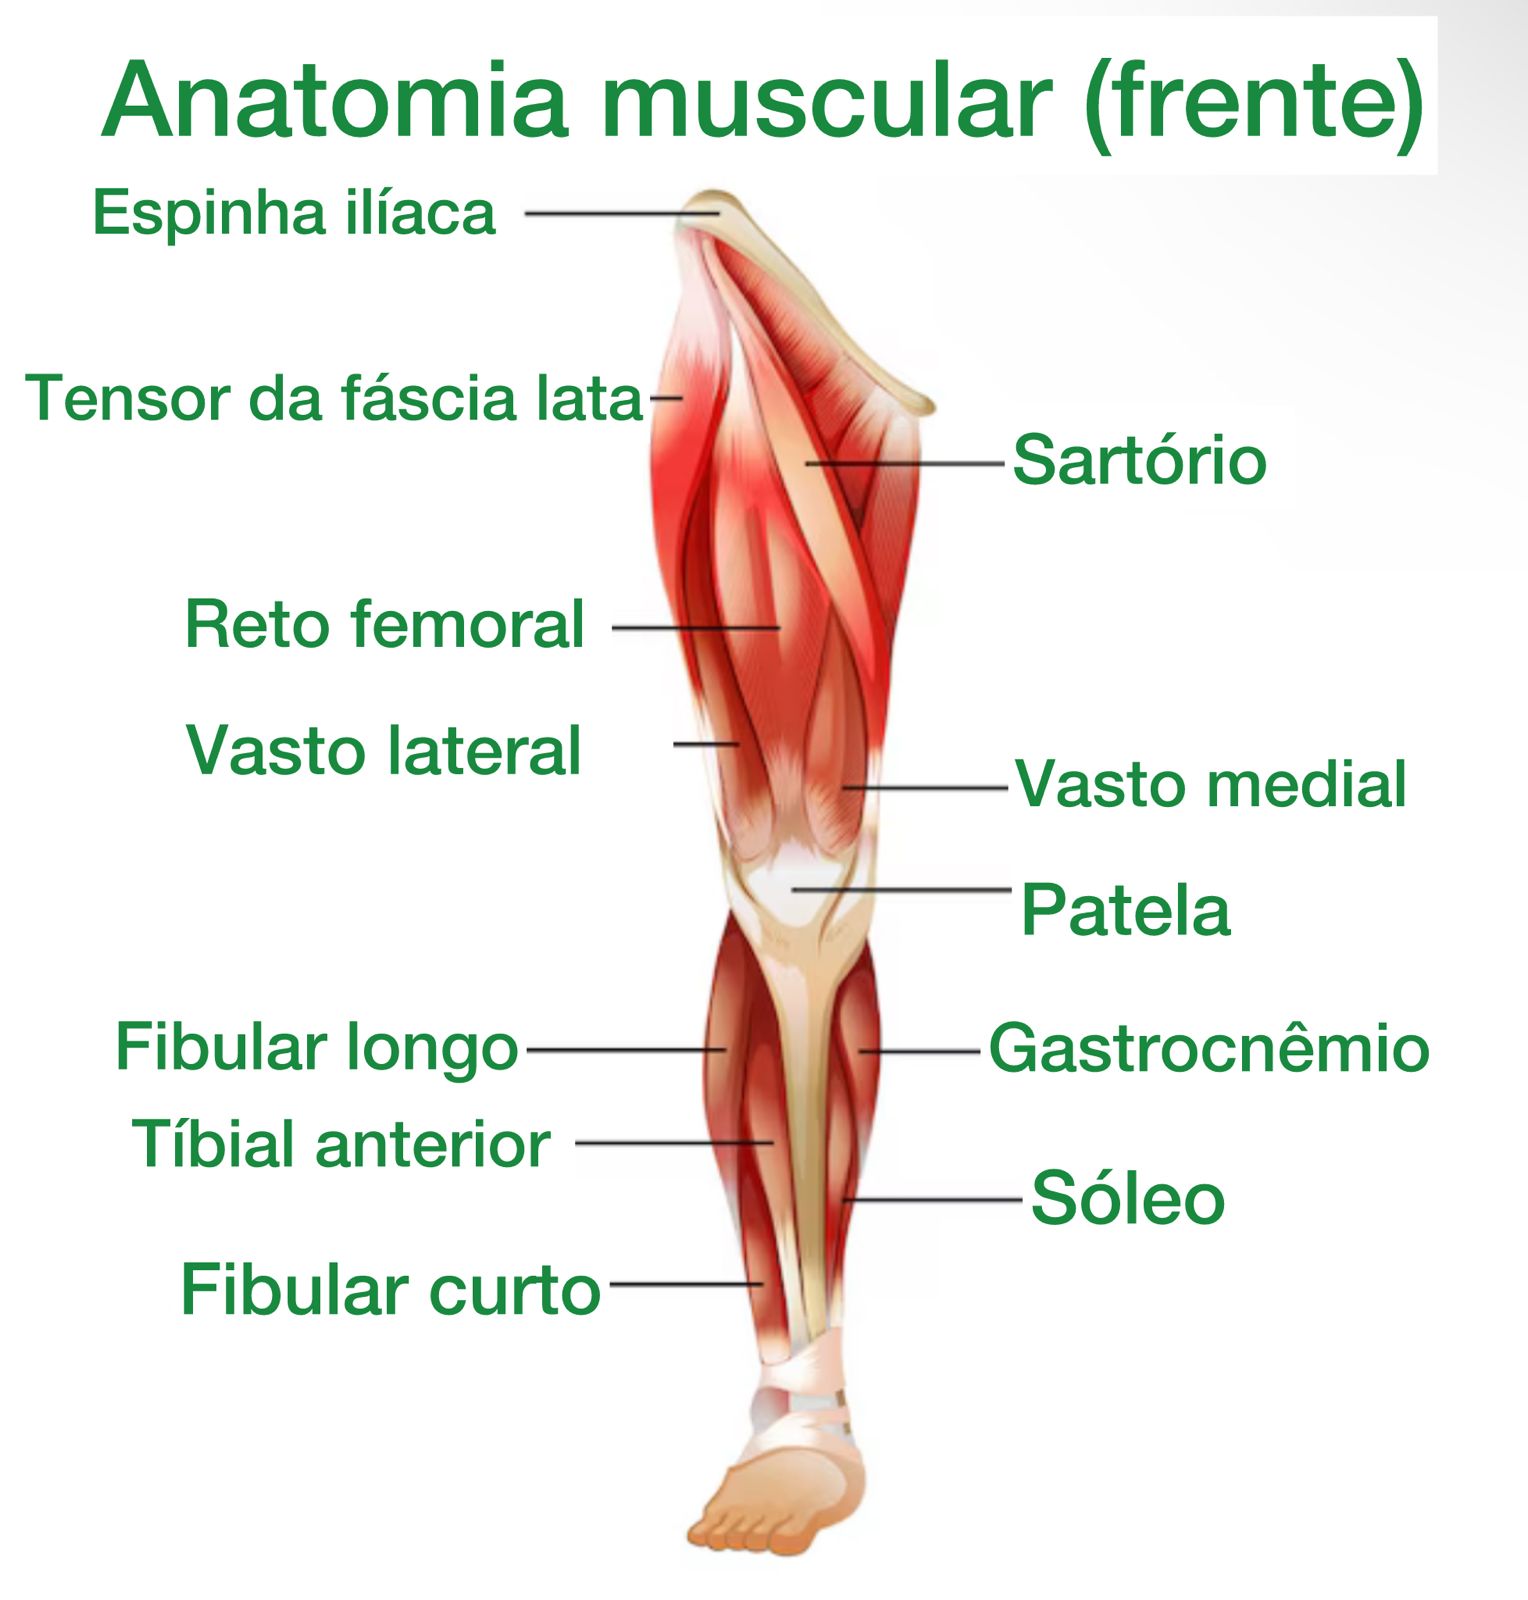 Anatomia muscular (frente)
Espinha ilíaca
Tensor da fáscia lata
Sartório
Reto femoral
Vasto lateral
Vasto medial
Patela
Fibular longo
Gastrocnêmio
Tíbial anterior
Sóleo
Fibular curto